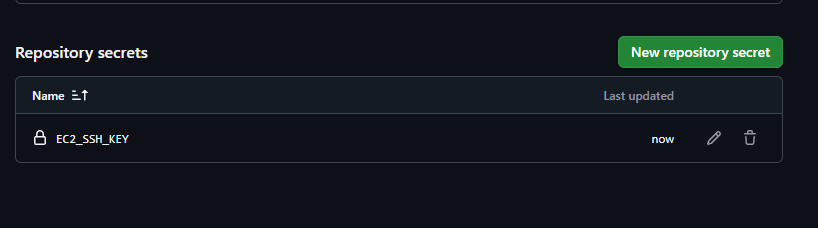 Repository secrets
New repository secret
Name
Last updated
EC2_SSH_KEY
now